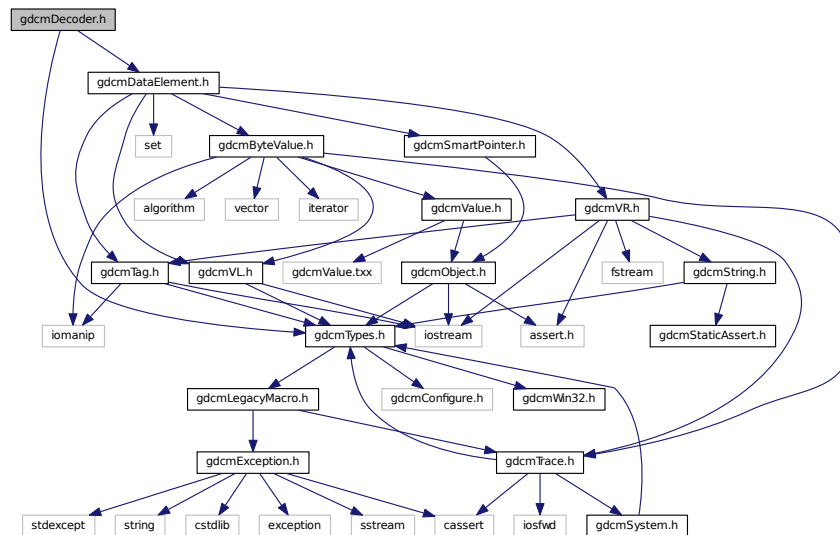 gdcmDecoder.h
gdcmDataElement.h
set
gdcmByteValue.h
gdcmSmartPointer.h
algorithm
vector
iterator
gdcmValue.h
gdcmVR.h
gdcmTag.h
gdcmVL.h
gdcmValue.txx
gdcmObject.h
fstream
gdcmString.h
iomanip
gdcmTypes.h
iostream
assert.h
gdcmStaticAssert.h
gdcmLegacyMacro.h
gdcmConfigure.h
gdcmWin32.h
gdcmException.h
gdcmTrace.h
stdexcept
string
cstdlib
exception
sstream
cassert
iosfwd
gdcmSystem.h